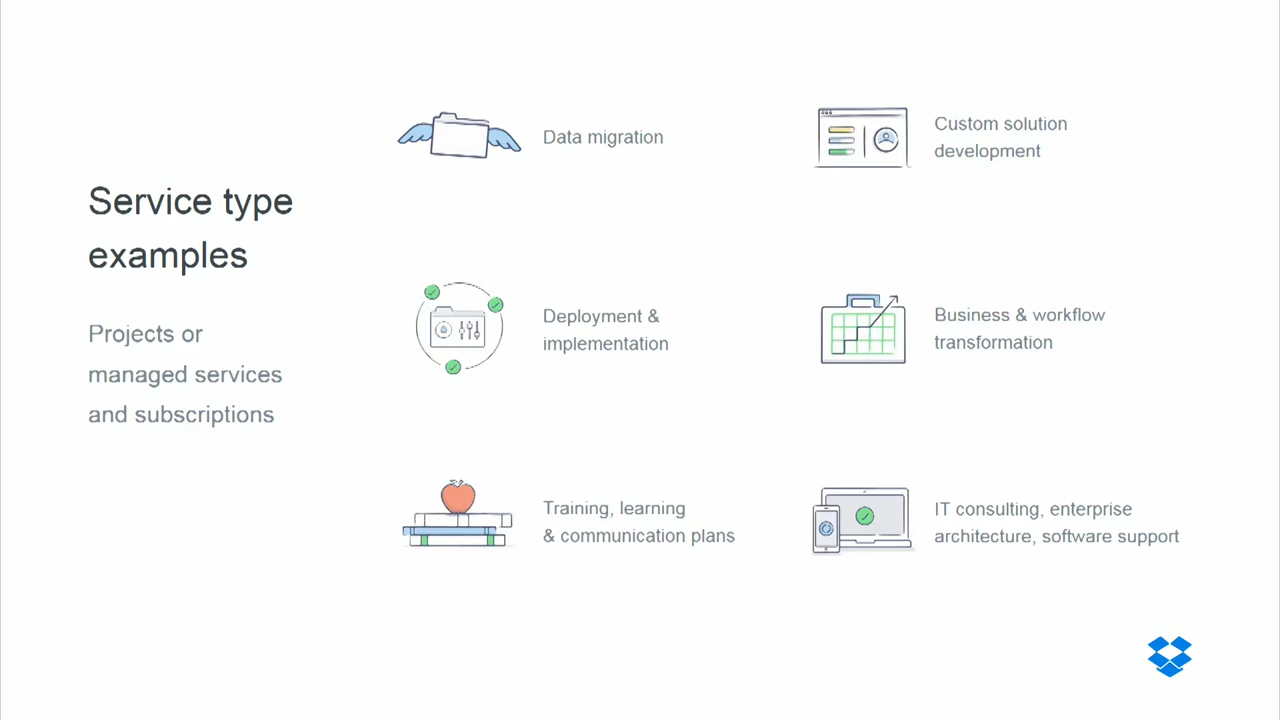 Service type
examples
Projects or
managed services
and subscriptions
Data migration
Custom solution
development
Deployment &
implementation
Business & workflow
transformation
Training, learning
& communication plans
IT consulting, enterprise
architecture, software support